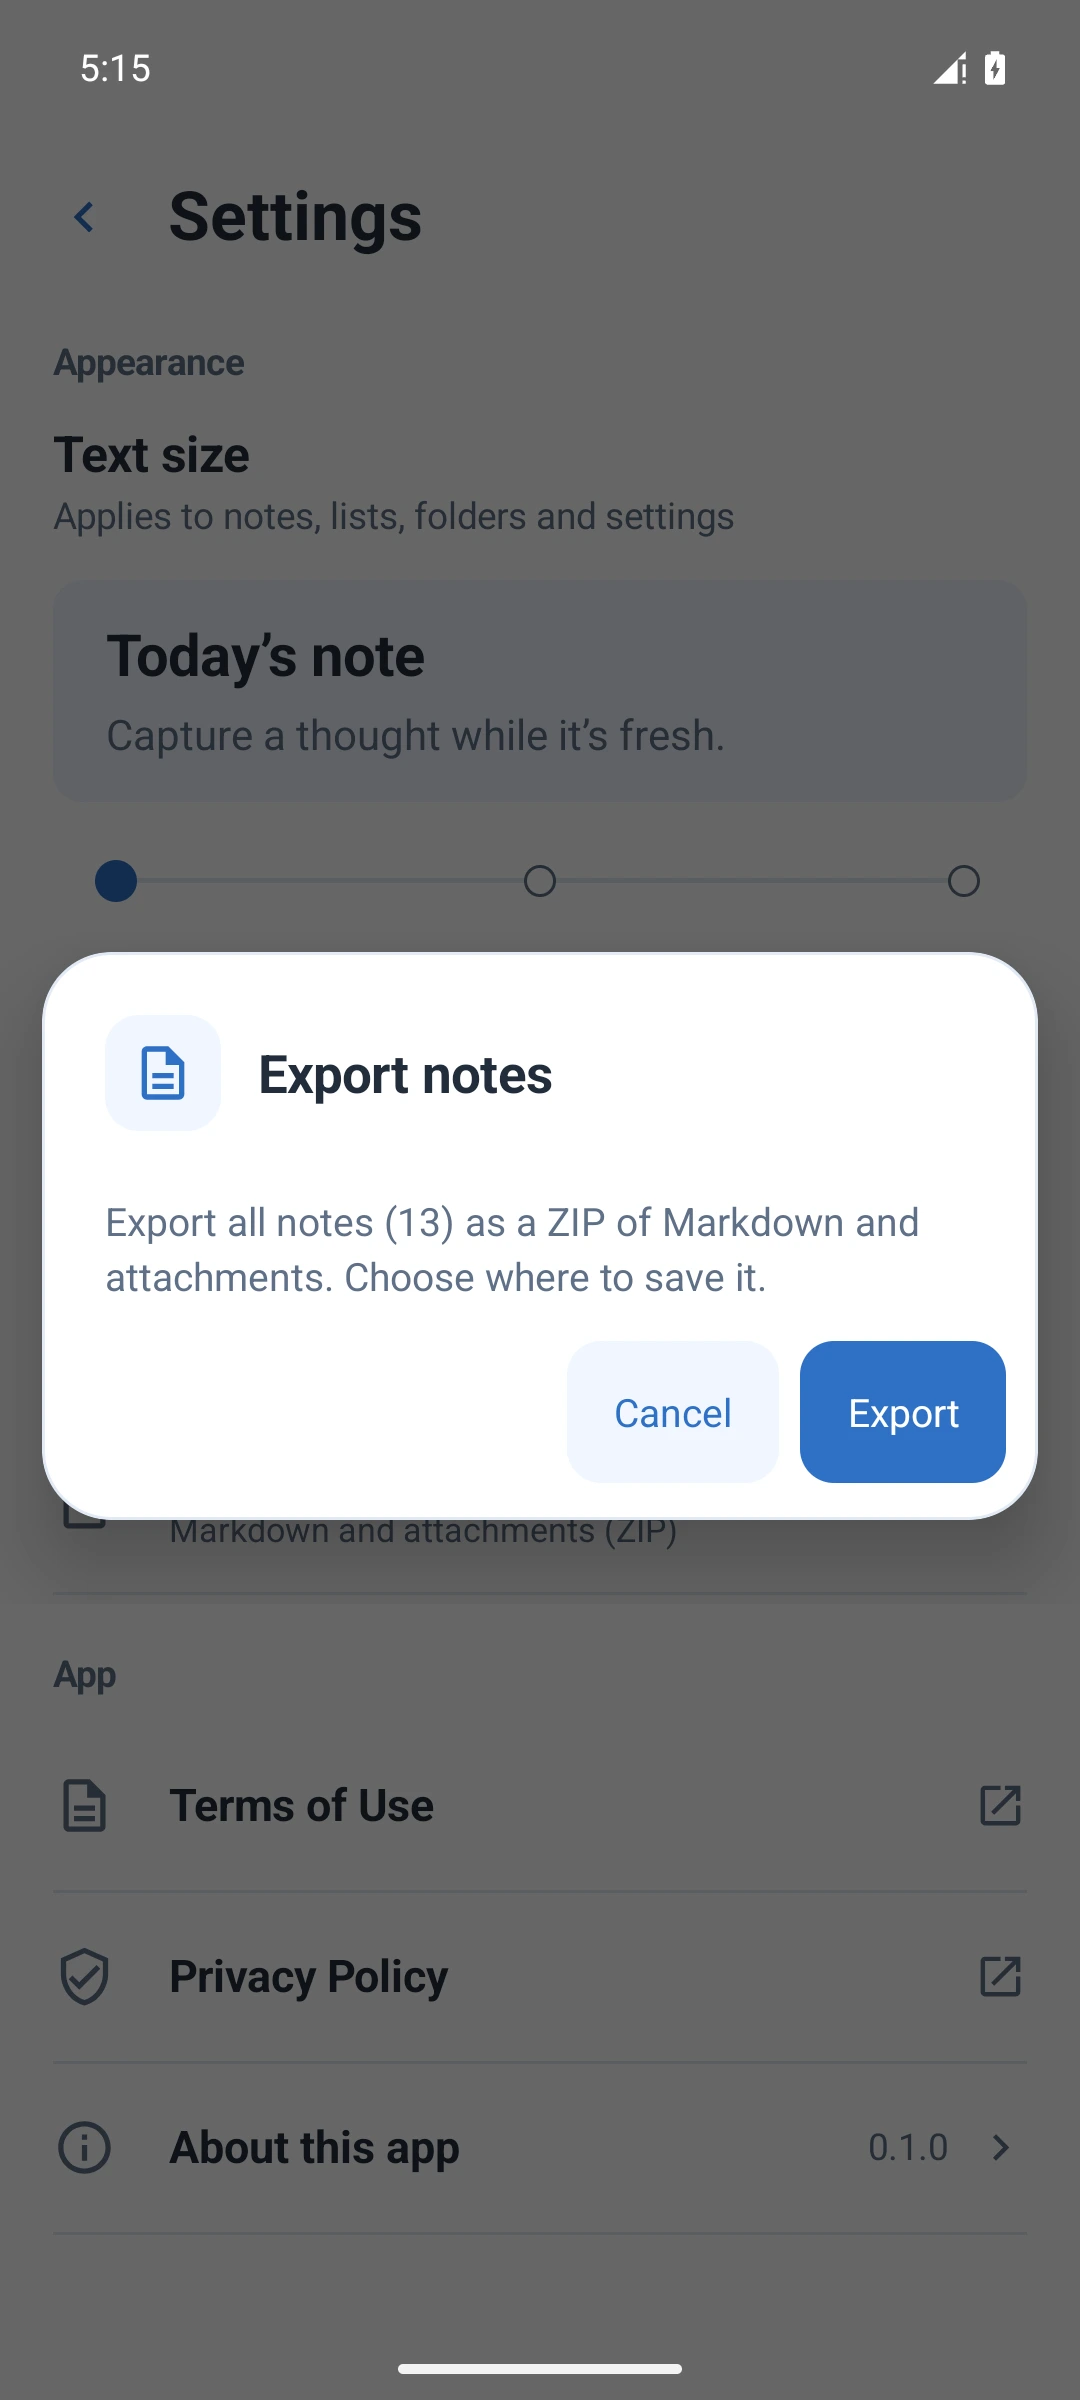 5:15
Settings
Appearance
Text size
Applies to notes, lists, folders and settings
Today’s note
Capture a thought while it’s fresh.
Export notes
Export all notes (13) as a ZIP of Markdown and
attachments. Choose where to save it.
Cancel
Export
Markdown and attachments (ZIP)
App
Terms of Use
Privacy Policy
About this app
0.1.0